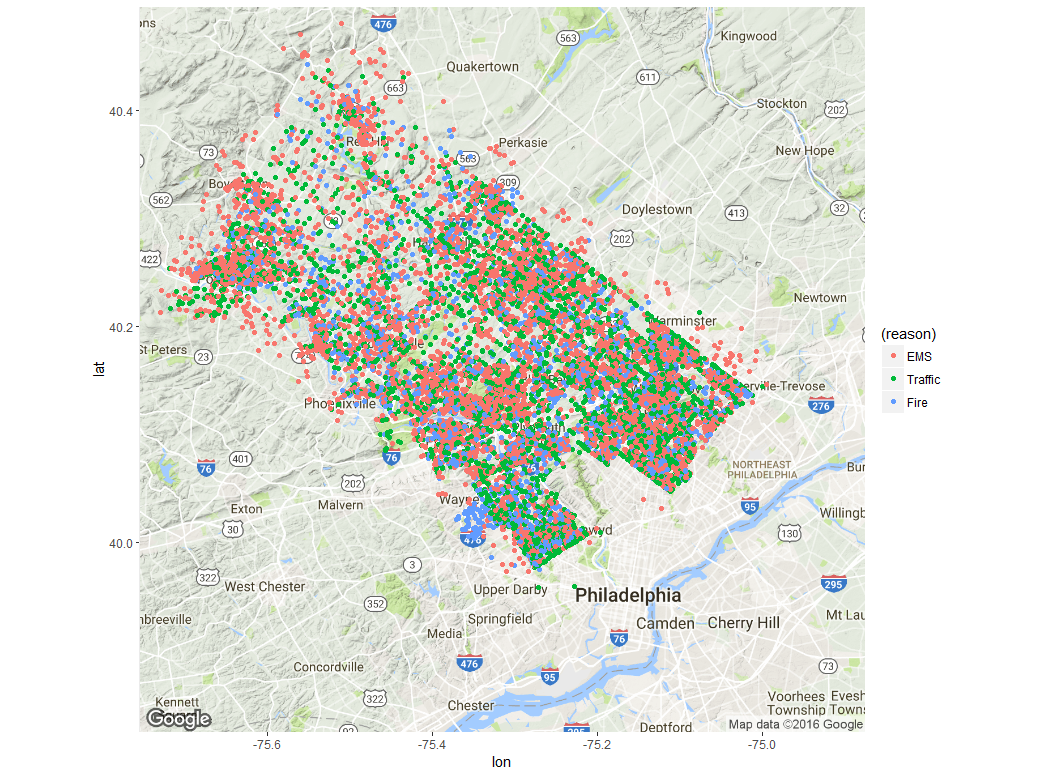 ons
476
563
Kingwood
Quakertown
611
663
Stockton
202
40.4
73
563
Perkasie
New Hope
309
562
Doylestown
413
32
202
422
Newtown
Warminster
40.2
St Peters
23
erville-Trevose
276
Phoenixville
76
401
76
202
NORTHEAST
PHILADELPHIA
Bur
Wayne
Exton
Malvern
95
Willingb
30
130
40.0
476
3
322
West Chester
Upper Darby
Philadelphia
295
352
nbreeville
Springfield
Camden
Cherry Hill
Mt Lau
Media
76
476
73
Concordville
95
322
Kennett
Chester
Voorhees
Township
Evesh
Towns
Deptford
Google
Map data ©2016 Google
-75.6
-75.4
-75.2
-75.0
lon
lat
(reason)
EMS
Traffic
Fire